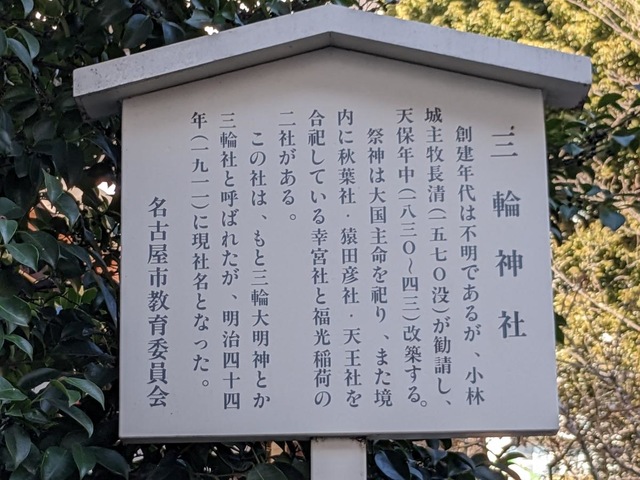 三輪神社
創建年代は不明であるが、小林
城主牧長清(一五七〇没)が勧請し、
天保年中(一八三〇〜四三)改築する。
祭神は大国主命を祀り、また境
内に秋葉社・猿田彦社・天王社を
合祀している幸宮社と福光稲荷の
二社がある。
この社は、もと三輪大明神とか
三輪社と呼ばれたが、明治四十四
年(一九一一)に現社名となった。
名古屋市教育委員会